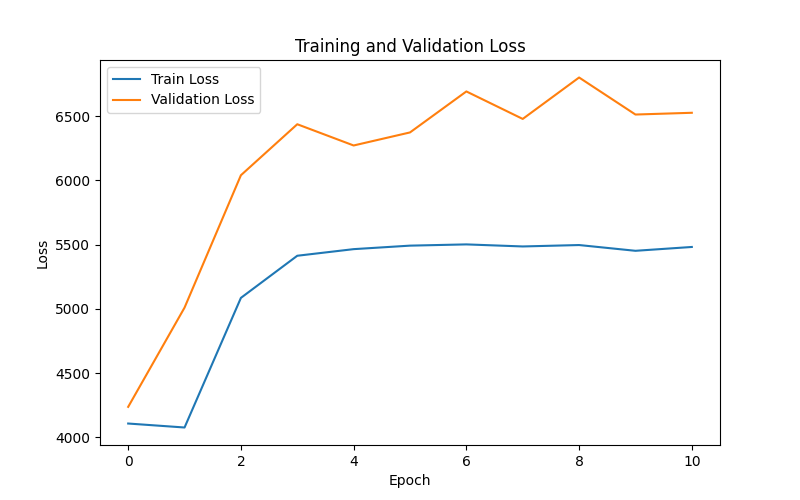 Training and Validation Loss
Train Loss
Validation Loss
6500
6000
5500
5000
4500
4000
Loss
0 2 4 6 8 10
Epoch